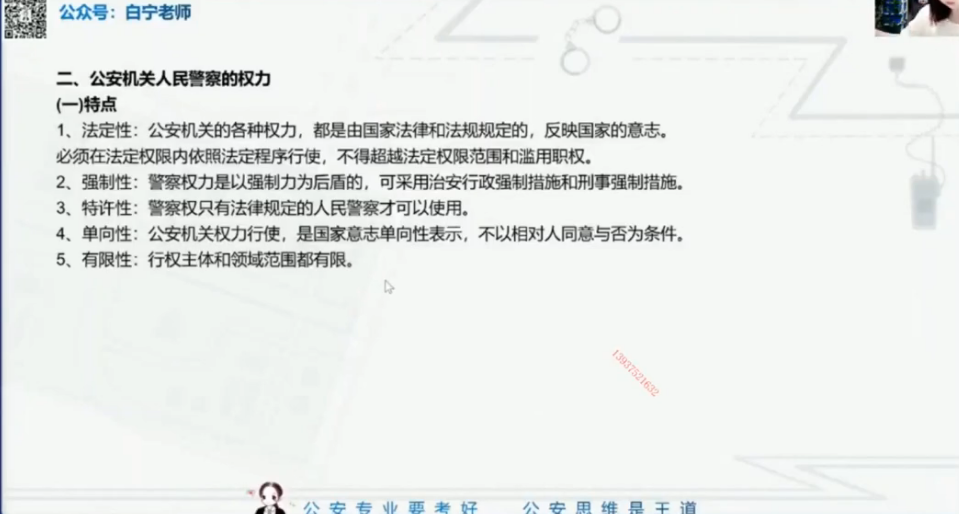 公众号：白宁老师
二、公安机关人民警察的权力
(一)特点
1、法定性：公安机关的各种权力，都是由国家法律和法规规定的，反映国家的意志。
必须在法定权限内依照法定程序行使，不得超越法定权限范围和滥用职权。
2、强制性：警察权力是以强制力为后盾的，可采用治安行政强制措施和刑事强制措施。
3、特许性：警察权只有法律规定的人民警察才可以使用。
4、单向性：公安机关权力行使，是国家意志单向性表示，不以相对人同意与否为条件。
5、有限性：行权主体和领域范围都有限。
13937521632
公安专业要考好 公安思维是王道